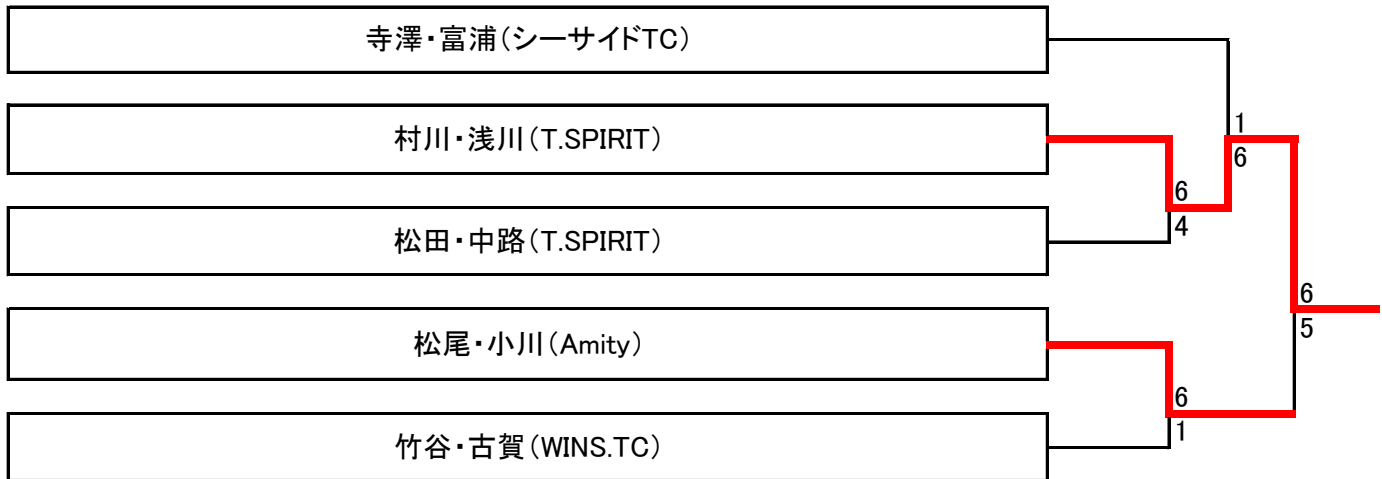 寺澤・富浦(シーサイドTC)
村川・浅川(T.SPIRIT)
松田・中路(T.SPIRIT)
松尾・小川(Amity)
竹谷・古賀(WINS.TC)
1
6
6
4
6
5
6
1